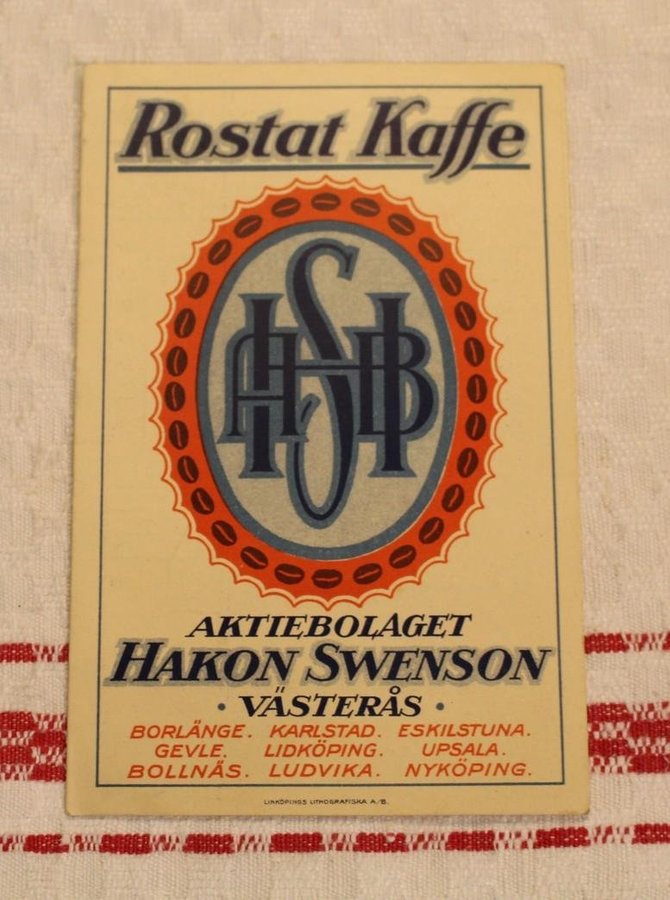 Rostat Kaffe
AHSB
AKTIEBOLAGET
HAKON SWENSON
· VÄSTERÅS ·
BORLÄNGE. KARLSTAD. ESKILSTUNA.
GEVLE. LIDKÖPING. UPSALA.
BOLLNÄS. LUDVIKA. NYKÖPING.
LINKÖPINGS LITHOGRAFISKA A./B.